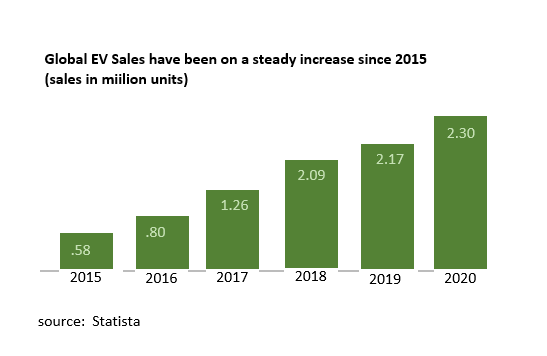 Global EV Sales have been on a steady increase since 2015
(sales in miilion units)
2.30
2.17
2.09
1.26
.80
.58
2015 2016 2017 2018 2019 2020
source:  Statista